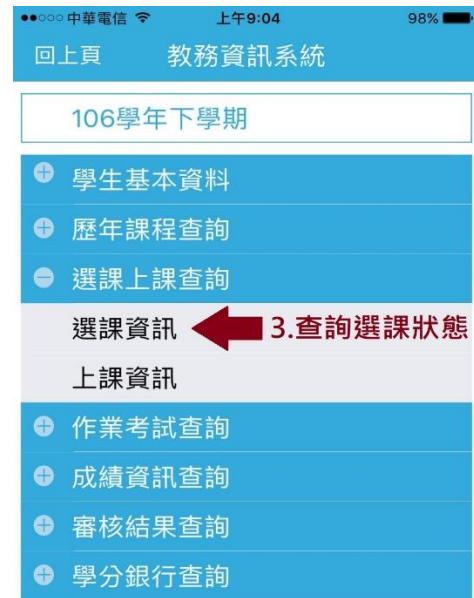 中華電信 上午9:04 98%
回上頁 教務資訊系統
106學年下學期
學生基本資料
歷年課程查詢
選課上課查詢
選課資訊 3.查詢選課狀態
上課資訊
作業考試查詢
成績資訊查詢
審核結果查詢
學分銀行查詢